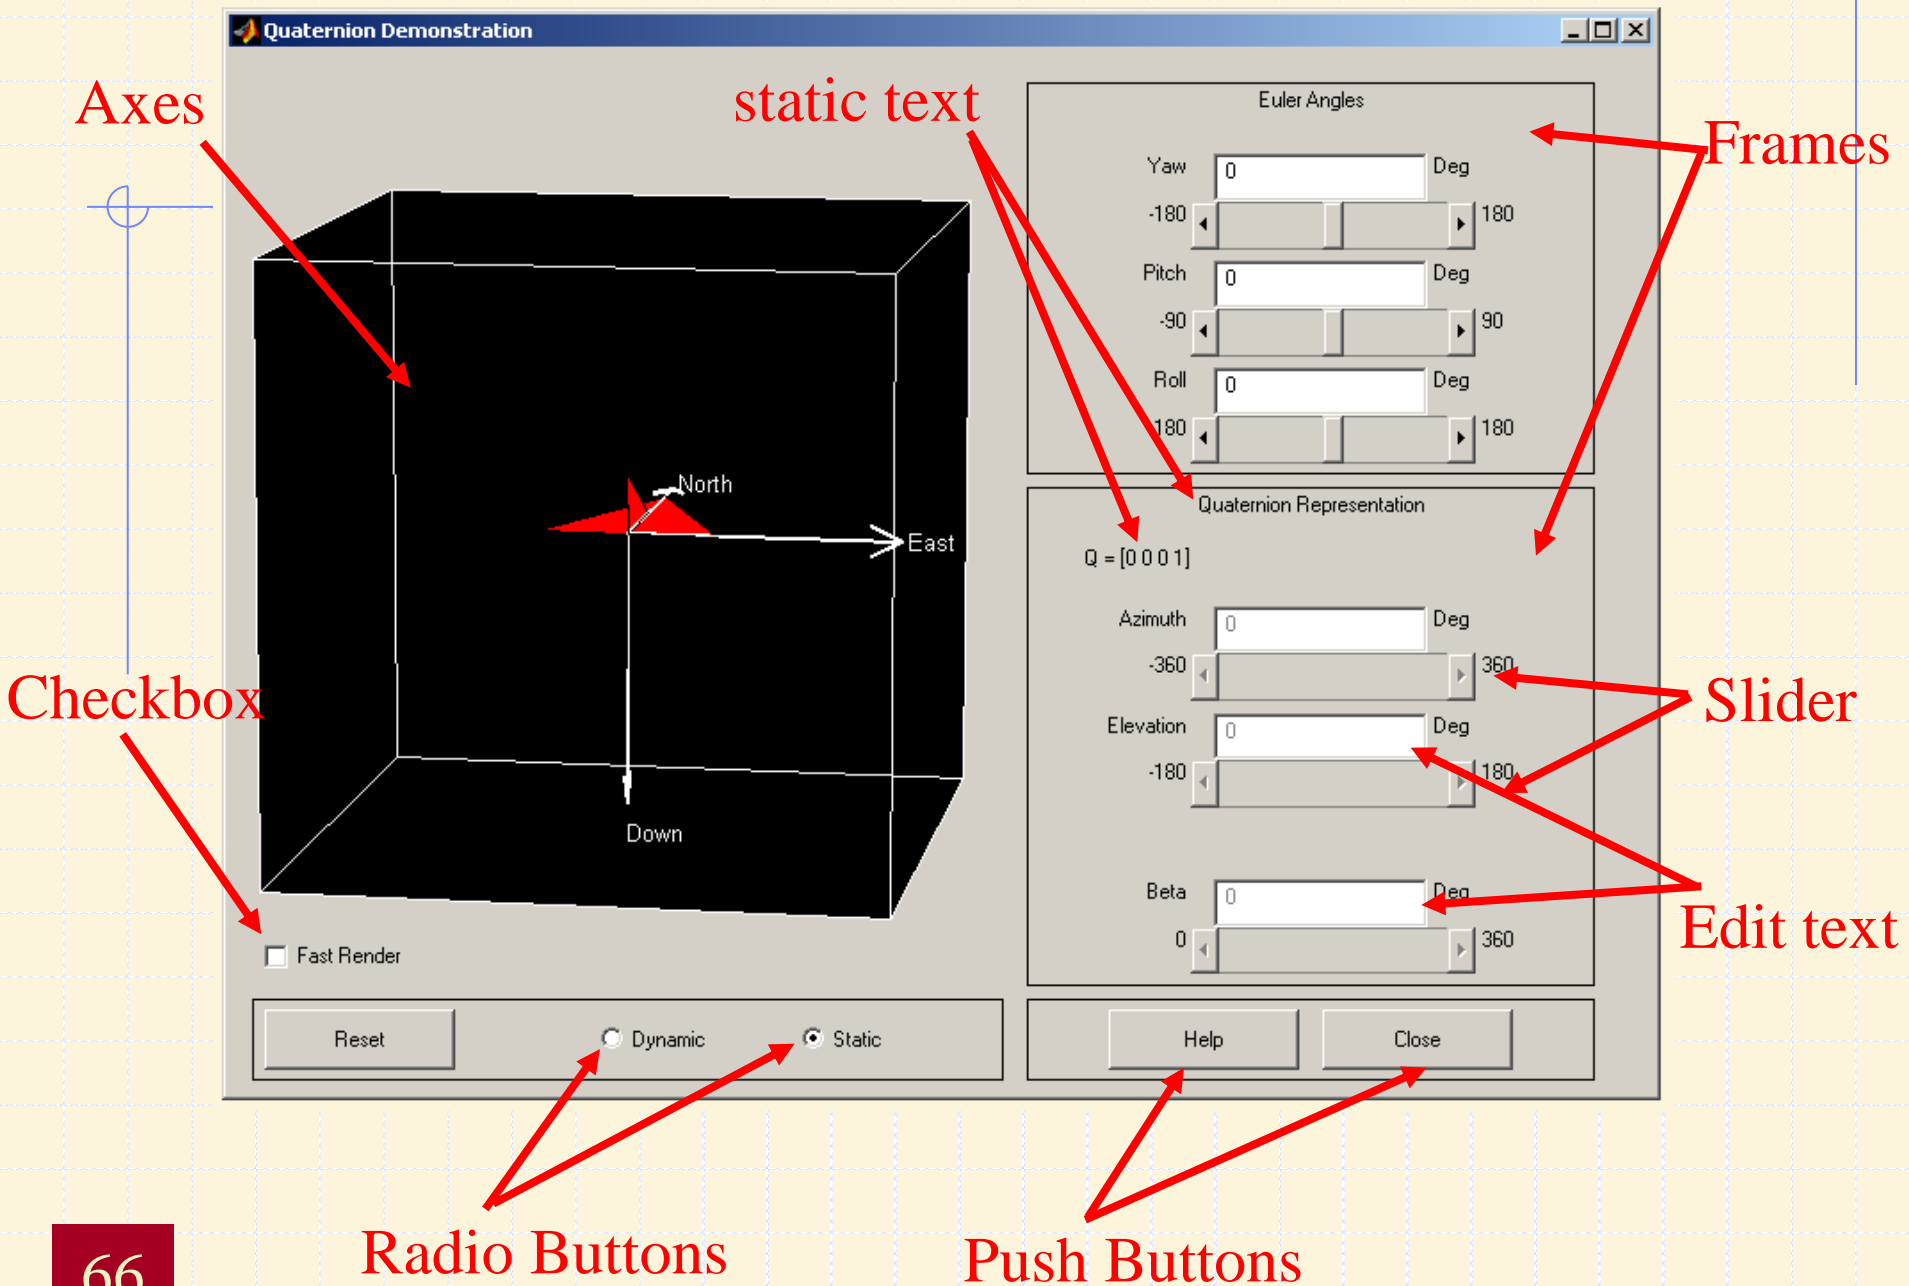 Quaternion Demonstration
Axes
static text
Frames
Euler Angles
Yaw 0 Deg
-180 180
Pitch 0 Deg
-90 90
Roll 0 Deg
180 180
North
East
Down
Quaternion Representation
Q = [0 0 0 1]
Azimuth 0 Deg
-360 360
Elevation 0 Deg
-180 180
Beta 0 Deg
0 360
Checkbox
Slider
Edit text
Fast Render
Reset Dynamic Static Help Close
Radio Buttons
Push Buttons
66